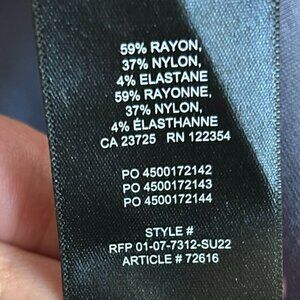 59% RAYON,
37% NYLON,
4% ELASTANE
59% RAYONNE,
37% NYLON,
4% ÉLASTHANNE
CA 23725 RN 122354
PO 4500172142
PO 4500172143
PO 4500172144
STYLE #
RFP 01-07-7312-SU22
ARTICLE # 72616